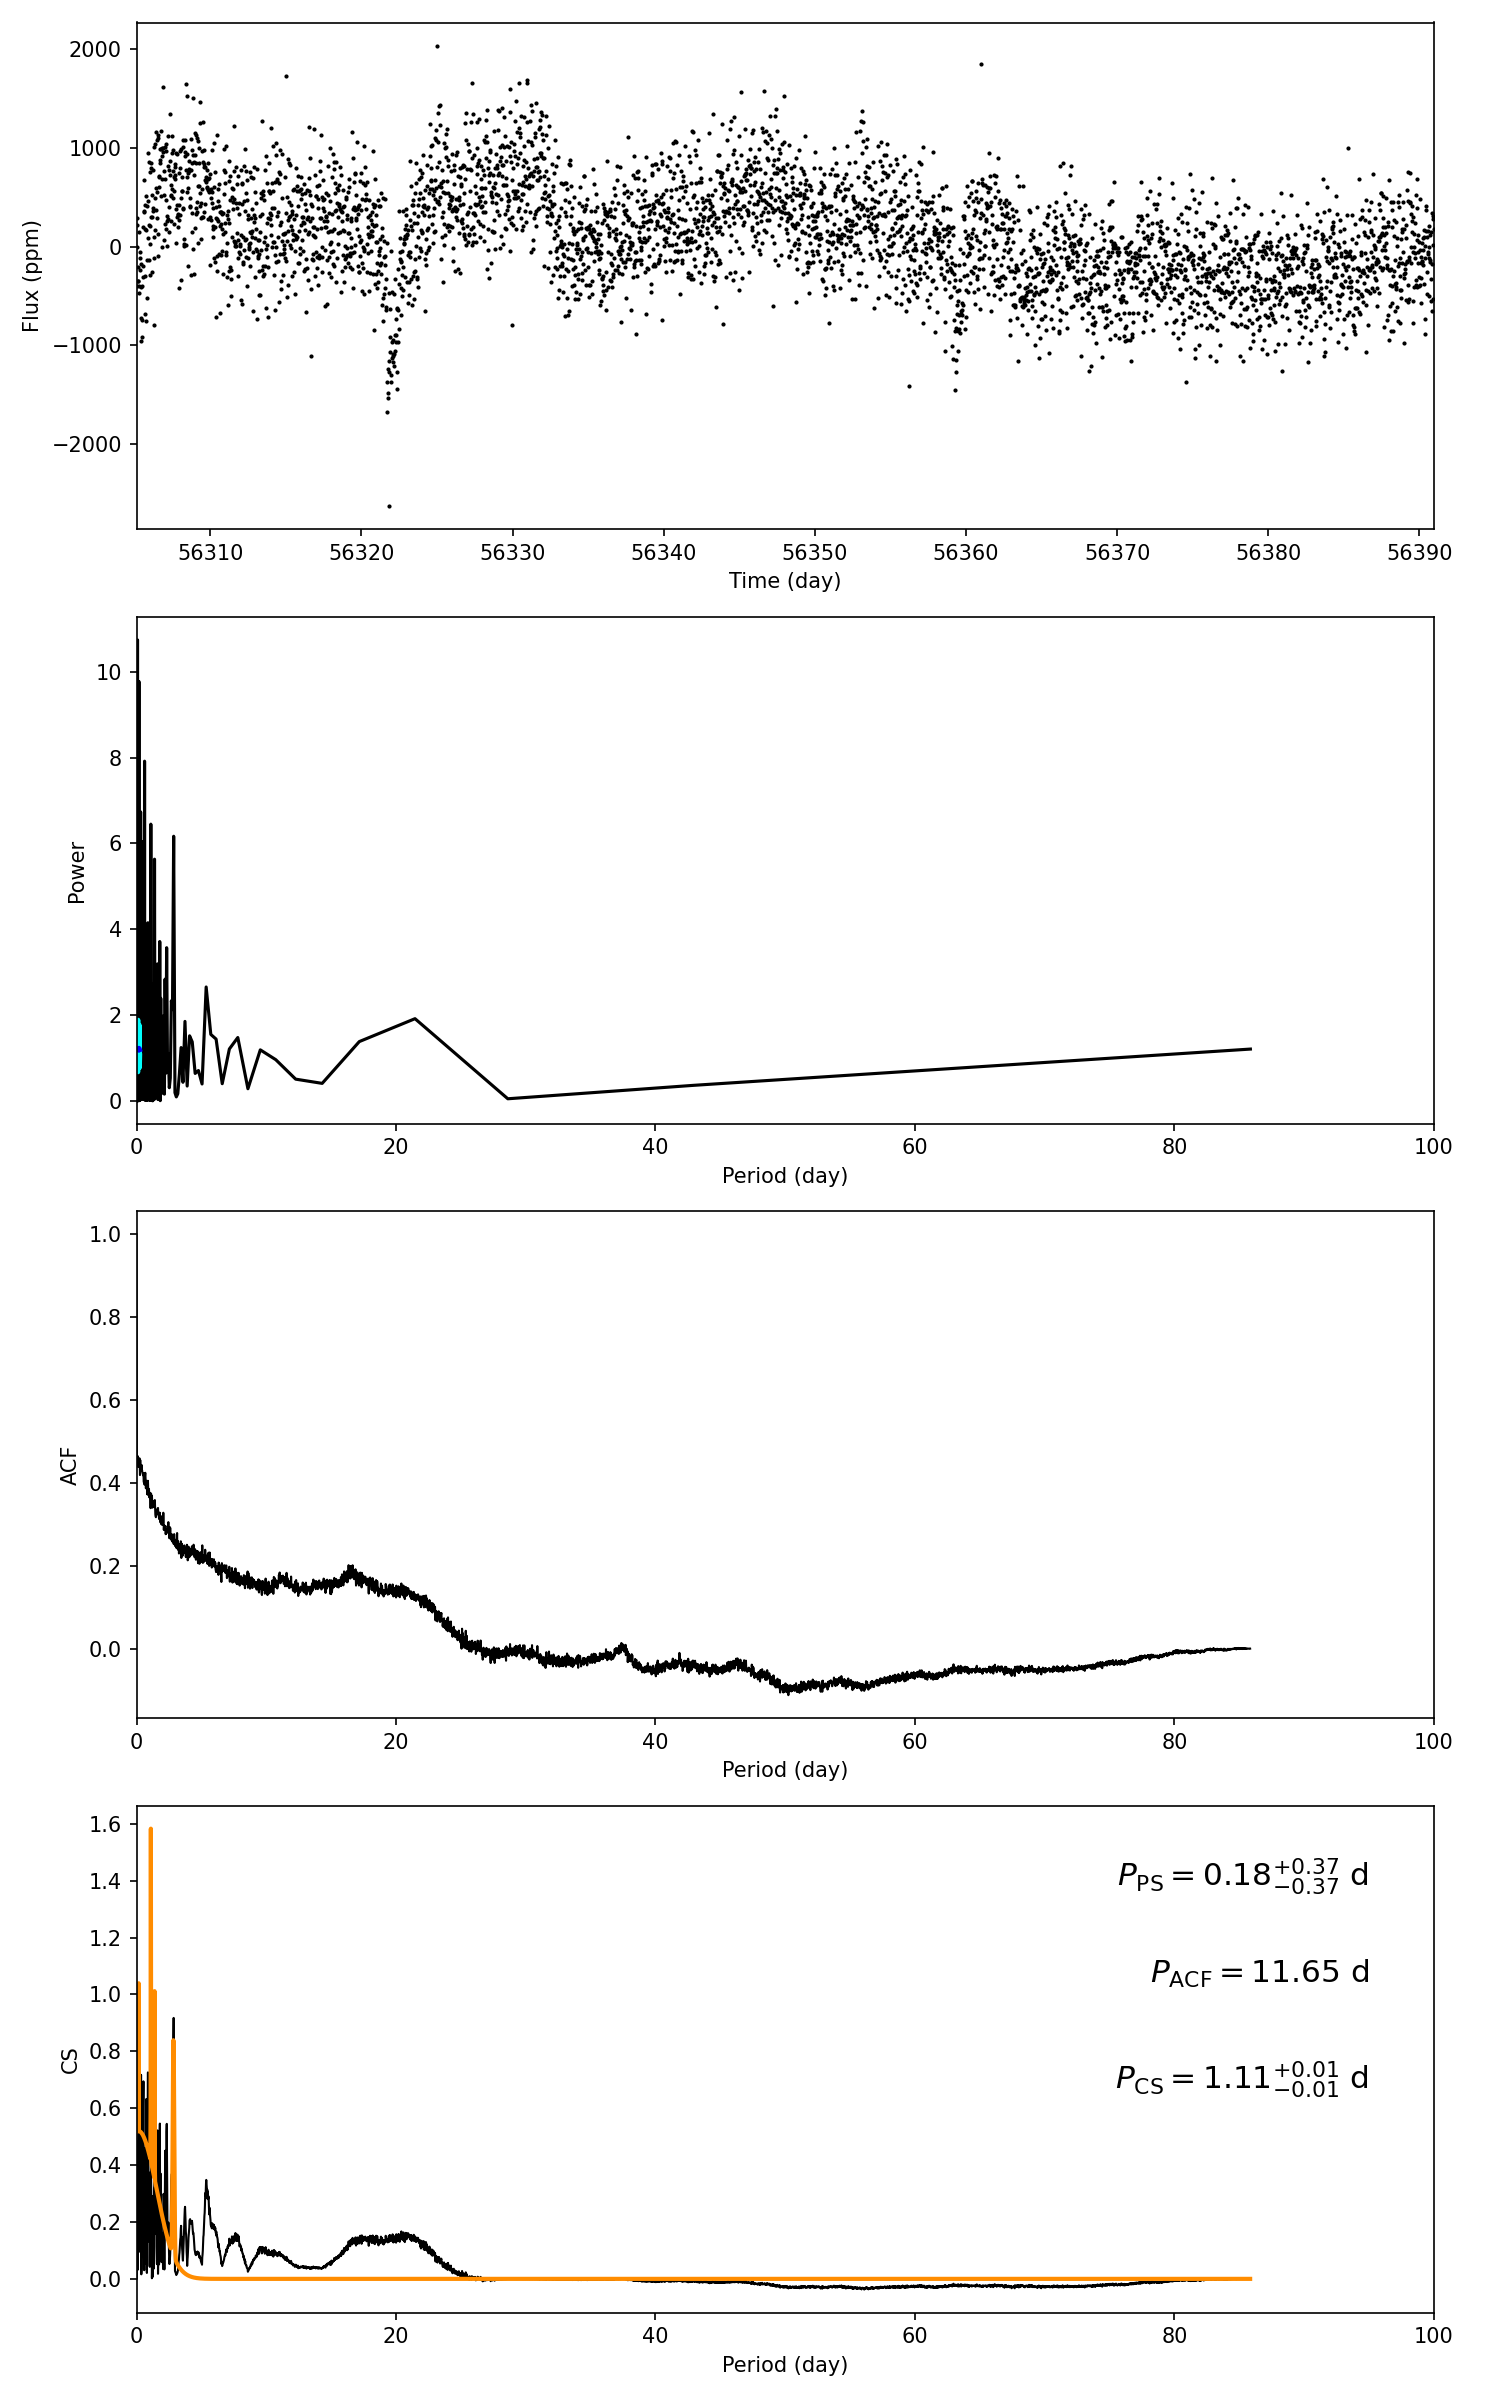 2000
1000
0
−1000
−2000
Flux (ppm)
56310 56320 56330 56340 56350 56360 56370 56380 56390
Time (day)
10
8
6
4
2
0
Power
0 20 40 60 80 100
Period (day)
1.0
0.8
0.6
0.4
0.2
0.0
ACF
0 20 40 60 80 100
Period (day)
1.6
1.4
1.2
1.0
0.8
0.6
0.4
0.2
0.0
CS
P_PS = 0.18 +0.37 −0.37 d
P_ACF = 11.65 d
P_CS = 1.11 +0.01 −0.01 d
0 20 40 60 80 100
Period (day)